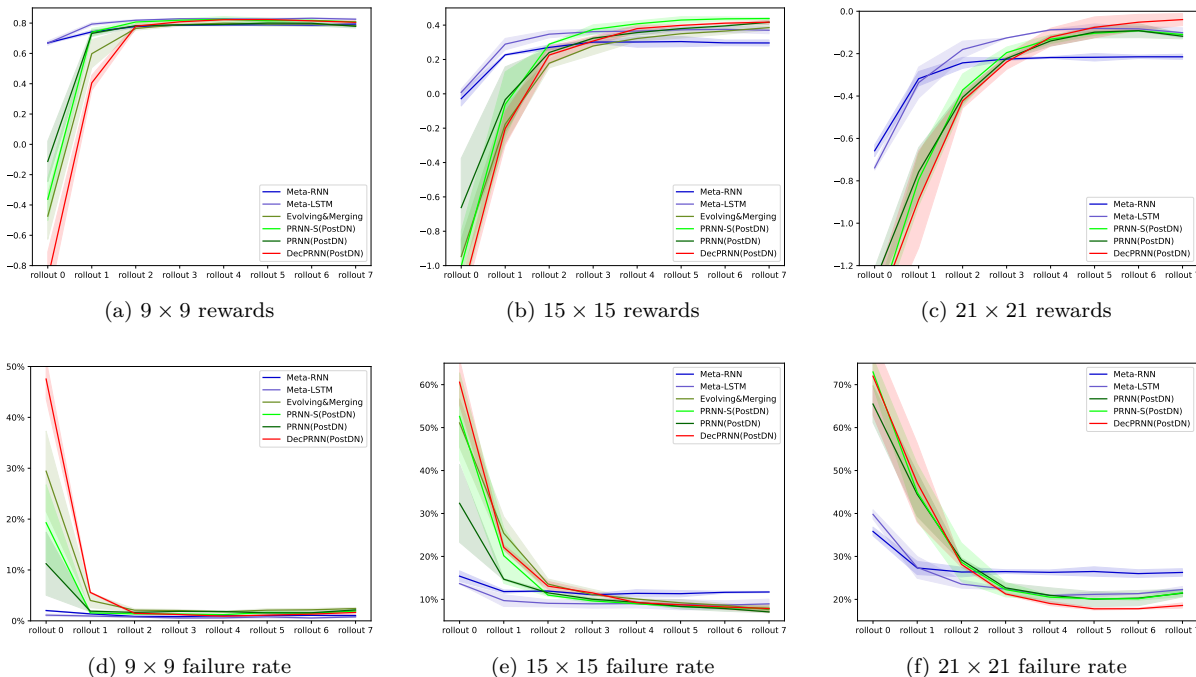 0.8
0.6
0.4
0.2
0.0
−0.2
−0.4
−0.6
−0.8
rollout 0 rollout 1 rollout 2 rollout 3 rollout 4 rollout 5 rollout 6 rollout 7
Meta-RNN
Meta-LSTM
Evolving&Merging
PRNN-S(PostDN)
PRNN(PostDN)
DecPRNN(PostDN)
(a) 9 × 9 rewards
0.4
0.2
0.0
−0.2
−0.4
−0.6
−0.8
−1.0
rollout 0 rollout 1 rollout 2 rollout 3 rollout 4 rollout 5 rollout 6 rollout 7
Meta-RNN
Meta-LSTM
Evolving&Merging
PRNN-S(PostDN)
PRNN(PostDN)
DecPRNN(PostDN)
(b) 15 × 15 rewards
0.0
−0.2
−0.4
−0.6
−0.8
−1.0
−1.2
rollout 0 rollout 1 rollout 2 rollout 3 rollout 4 rollout 5 rollout 6 rollout 7
Meta-RNN
Meta-LSTM
PRNN-S(PostDN)
PRNN(PostDN)
DecPRNN(PostDN)
(c) 21 × 21 rewards
50%
40%
30%
20%
10%
0%
rollout 0 rollout 1 rollout 2 rollout 3 rollout 4 rollout 5 rollout 6 rollout 7
Meta-RNN
Meta-LSTM
Evolving&Merging
PRNN-S(PostDN)
PRNN(PostDN)
DecPRNN(PostDN)
(d) 9 × 9 failure rate
60%
50%
40%
30%
20%
10%
rollout 0 rollout 1 rollout 2 rollout 3 rollout 4 rollout 5 rollout 6 rollout 7
Meta-RNN
Meta-LSTM
Evolving&Merging
PRNN-S(PostDN)
PRNN(PostDN)
DecPRNN(PostDN)
(e) 15 × 15 failure rate
70%
60%
50%
40%
30%
20%
rollout 0 rollout 1 rollout 2 rollout 3 rollout 4 rollout 5 rollout 6 rollout 7
Meta-RNN
Meta-LSTM
PRNN(PostDN)
PRNN-S(PostDN)
DecPRNN(PostDN)
(f) 21 × 21 failure rate